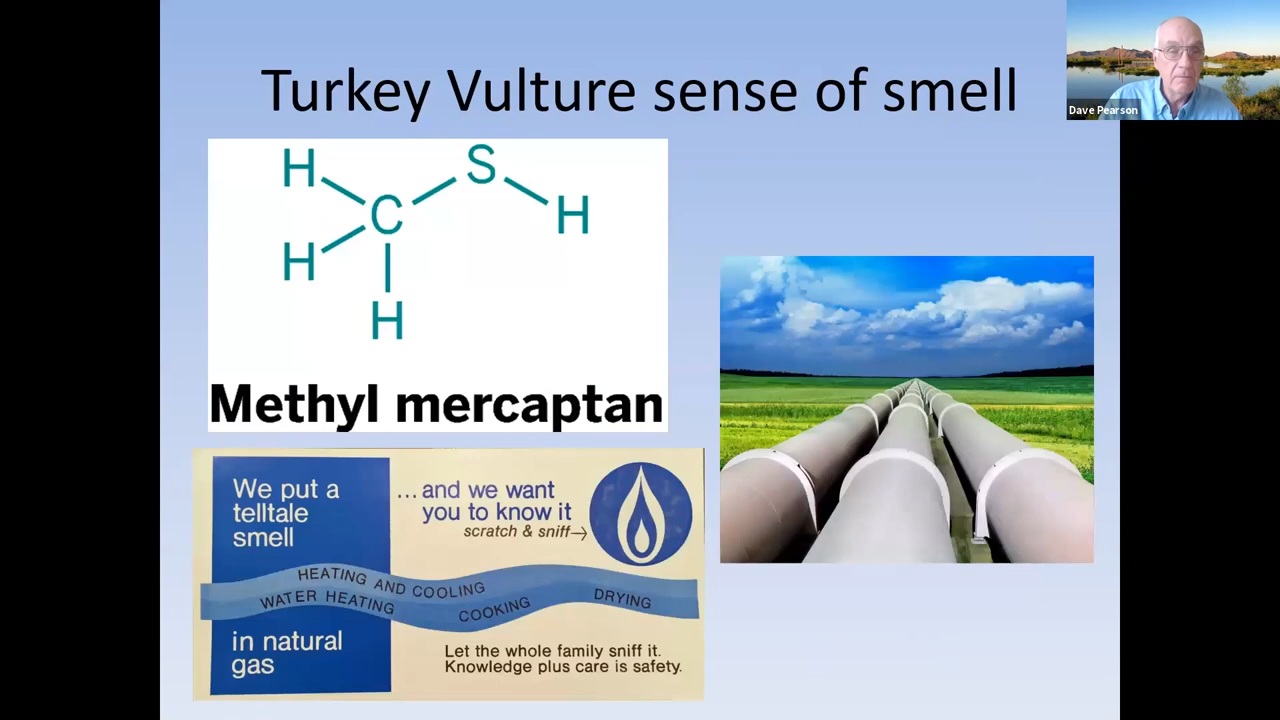 Turkey Vulture sense of smell
Dave Pearson
H
S
C
H
H
H
Methyl mercaptan
We put a
telltale
smell
in natural
gas
...and we want
you to know it
scratch & sniff→
HEATING AND COOLING
WATER HEATING
COOKING
DRYING
Let the whole family sniff it.
Knowledge plus care is safety.